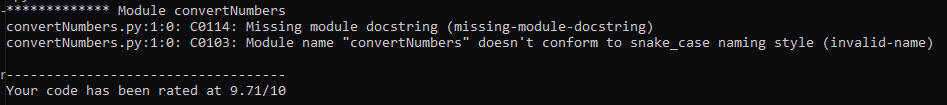 ************* Module convertNumbers
convertNumbers.py:1:0: C0114: Missing module docstring (missing-module-docstring)
convertNumbers.py:1:0: C0103: Module name "convertNumbers" doesn't conform to snake_case naming style (invalid-name)
-----------------------------------
Your code has been rated at 9.71/10